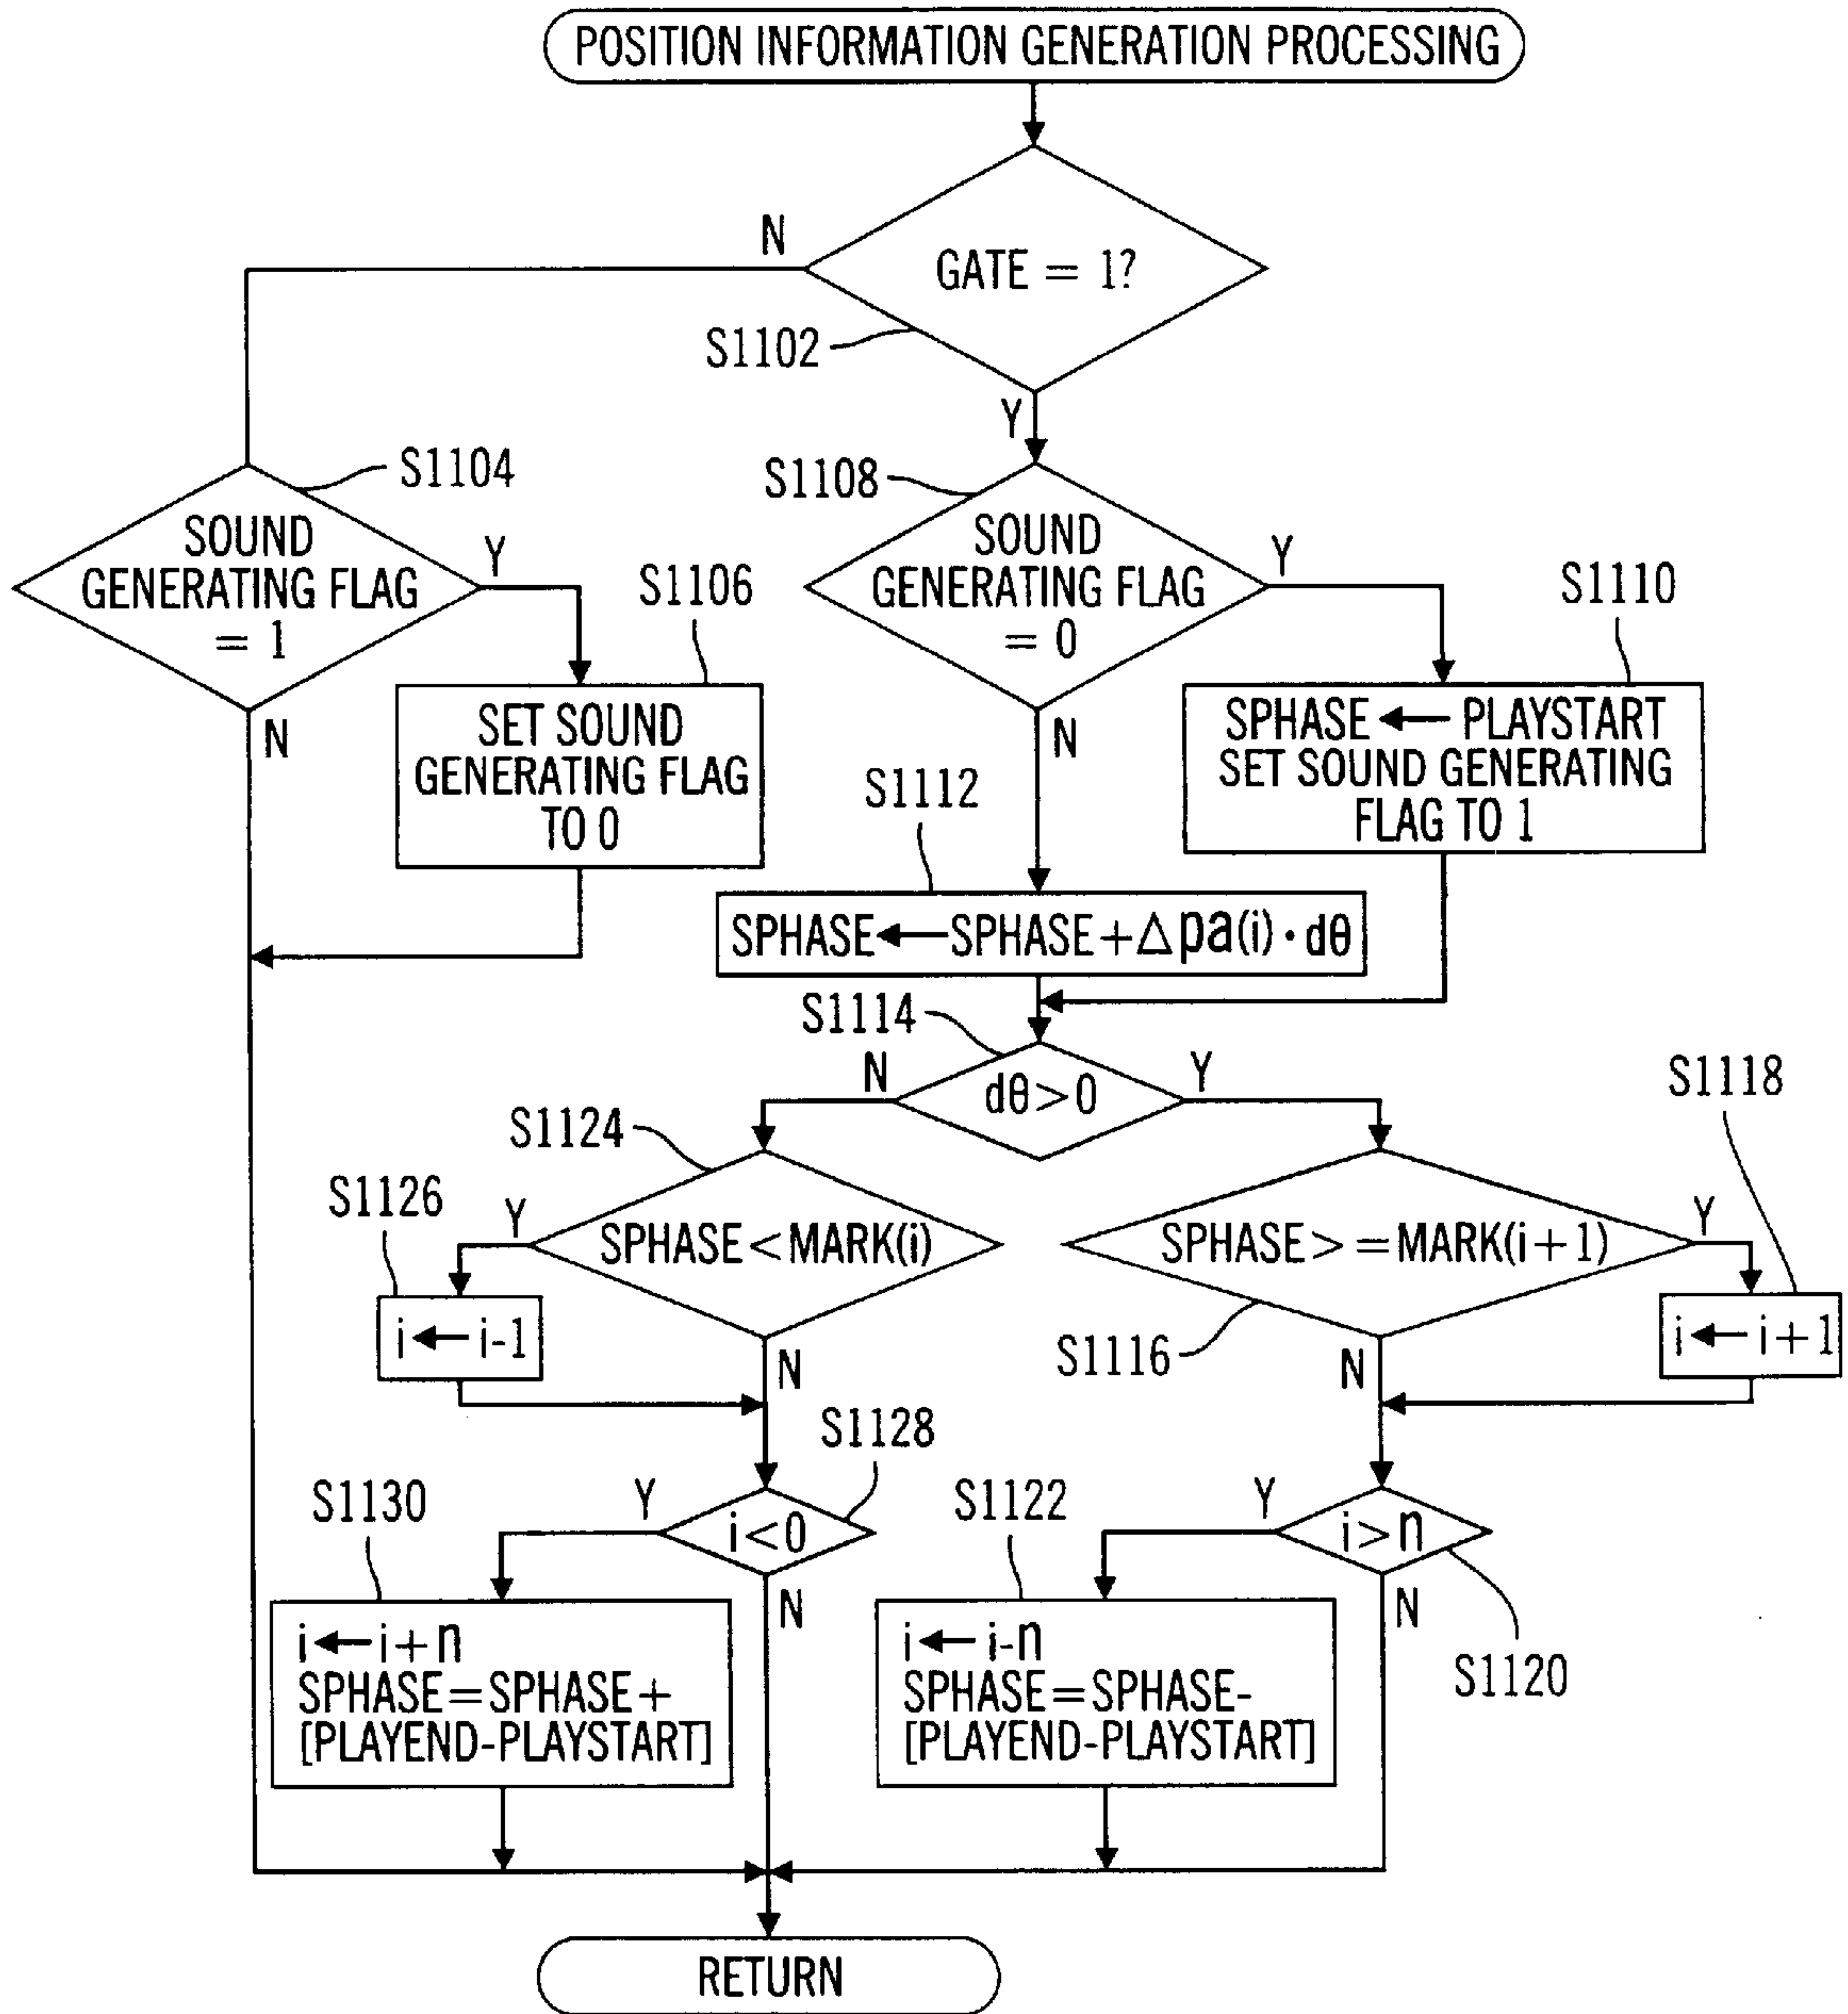 POSITION INFORMATION GENERATION PROCESSING
N
GATE = 1?
S1102
Y
S1104
SOUND
GENERATING FLAG
= 1
Y
N
S1106
SET SOUND
GENERATING FLAG
TO 0
S1108
SOUND
GENERATING FLAG
= 0
Y
N
S1110
SPHASE ← PLAYSTART
SET SOUND GENERATING
FLAG TO 1
S1112
SPHASE←SPHASE+Δpa(i)·dθ
S1114
N
dθ>0
Y
S1124
SPHASE<MARK(i)
Y
N
S1126
i← i-1
SPHASE>=MARK(i+1)
Y
S1116
N
S1118
i← i+1
S1128
Y
i<0
N
S1130
i←i+n
SPHASE=SPHASE+
[PLAYEND-PLAYSTART]
Y
i>n
N
S1120
S1122
i← i-n
SPHASE=SPHASE-
[PLAYEND-PLAYSTART]
RETURN